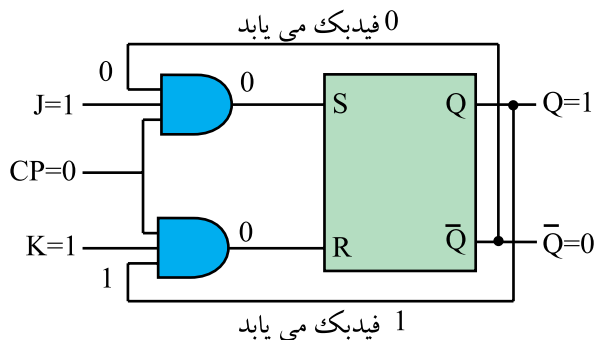 0 فیدبک می یابد
0
0
J=1
S
Q
Q=1
CP=0
0
K=1
R
Q̅
Q̅=0
1
1 فیدبک می یابد